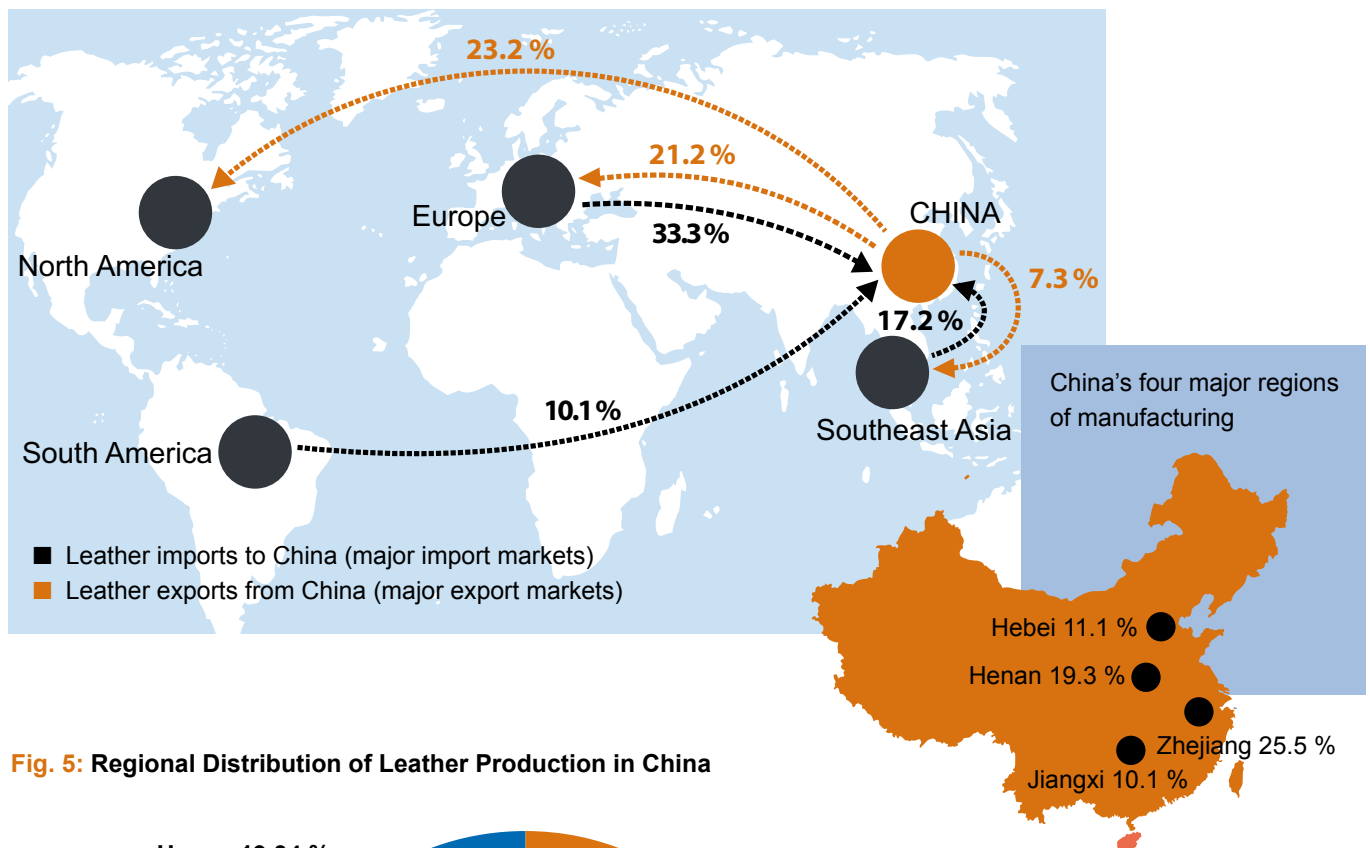 23.2 %
21.2 %
Europe
33.3 %
CHINA
North America
7.3 %
17.2 %
10.1 %
South America
Southeast Asia
Leather imports to China (major import markets)
Leather exports from China (major export markets)
China’s four major regions
of manufacturing
Hebei 11.1 %
Henan 19.3 %
Zhejiang 25.5 %
Jiangxi 10.1 %
Fig. 5: Regional Distribution of Leather Production in China